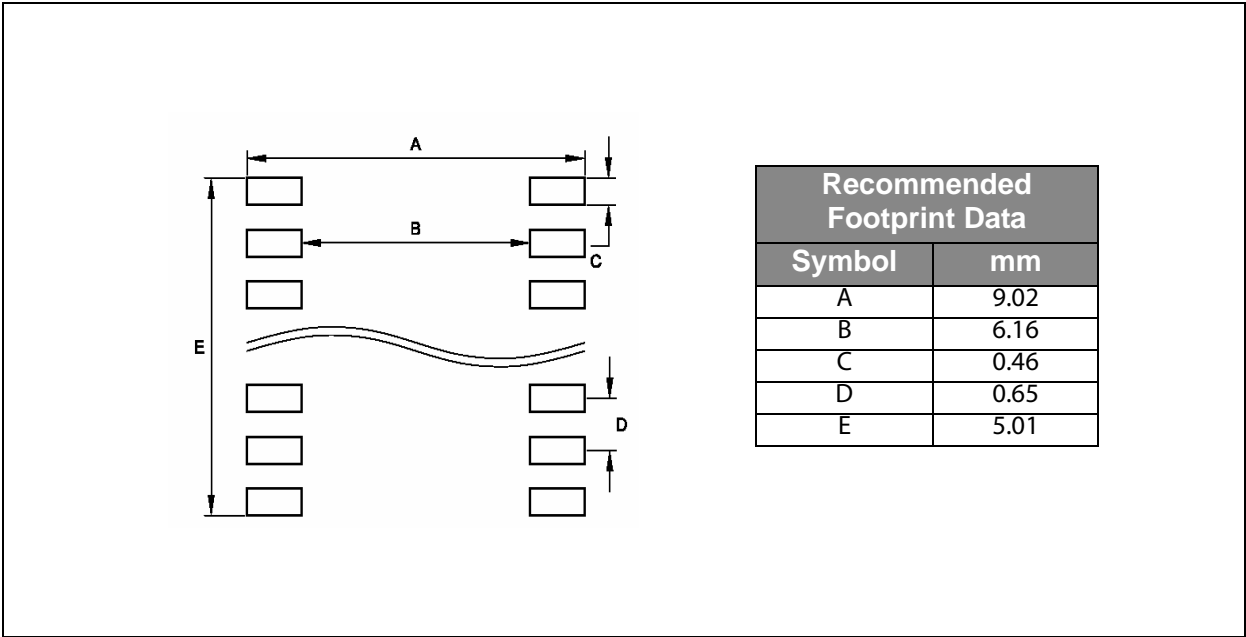 A
B
C
E
D
Recommended
Footprint Data
Symbol mm
A 9.02
B 6.16
C 0.46
D 0.65
E 5.01